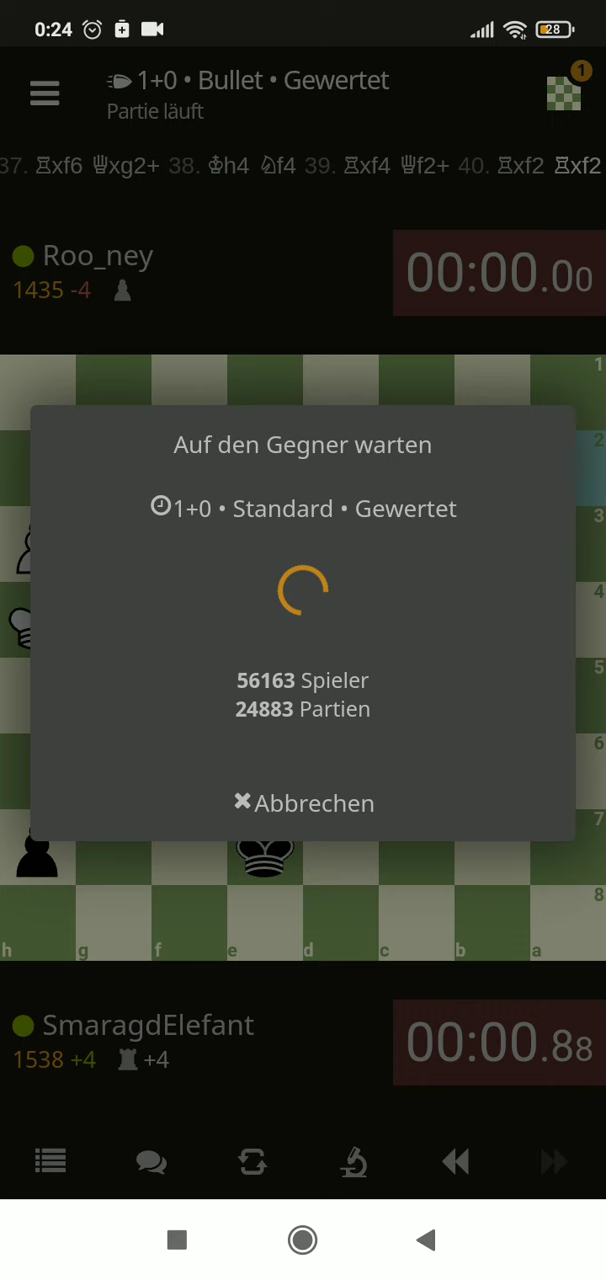 0:24 28
1+0 • Bullet • Gewertet 1
Partie läuft
37. ♖xf6 ♕xg2+ 38. ♔h4 ♘f4 39. ♖xf4 ♕f2+ 40. ♖xf2 ♖xf2
Roo_ney
1435 -4
00:00.00
1
Auf den Gegner warten
2
1+0 • Standard • Gewertet
3
4
5
56163 Spieler
24883 Partien
6
Abbrechen
7
8
h g f e d c b a
SmaragdElefant
1538 +4 +4
00:00.88